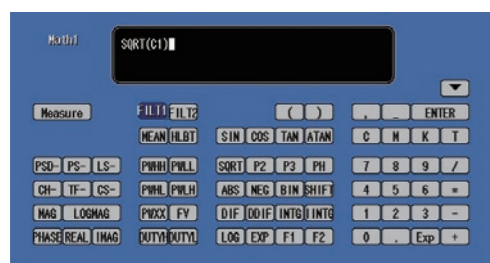 Math1
SQRT(C1)
Measure FILT1 FILT2 ( ) , _ ENTER
MEAN HLBT SIN COS TAN ATAN C M K T
PSD- PS- LS- PWHH PWLL SQRT P2 P3 PH 7 8 9 /
CH- TF- CS- PWHL PWLH ABS NEG BIN SHIFT 4 5 6 *
MAG LOGMAG PWXX FV DIF DDIF INTG IINTG 1 2 3 -
PHASE REAL IMAG DUTYH DUTYL LOG EXP F1 F2 0 . Exp +